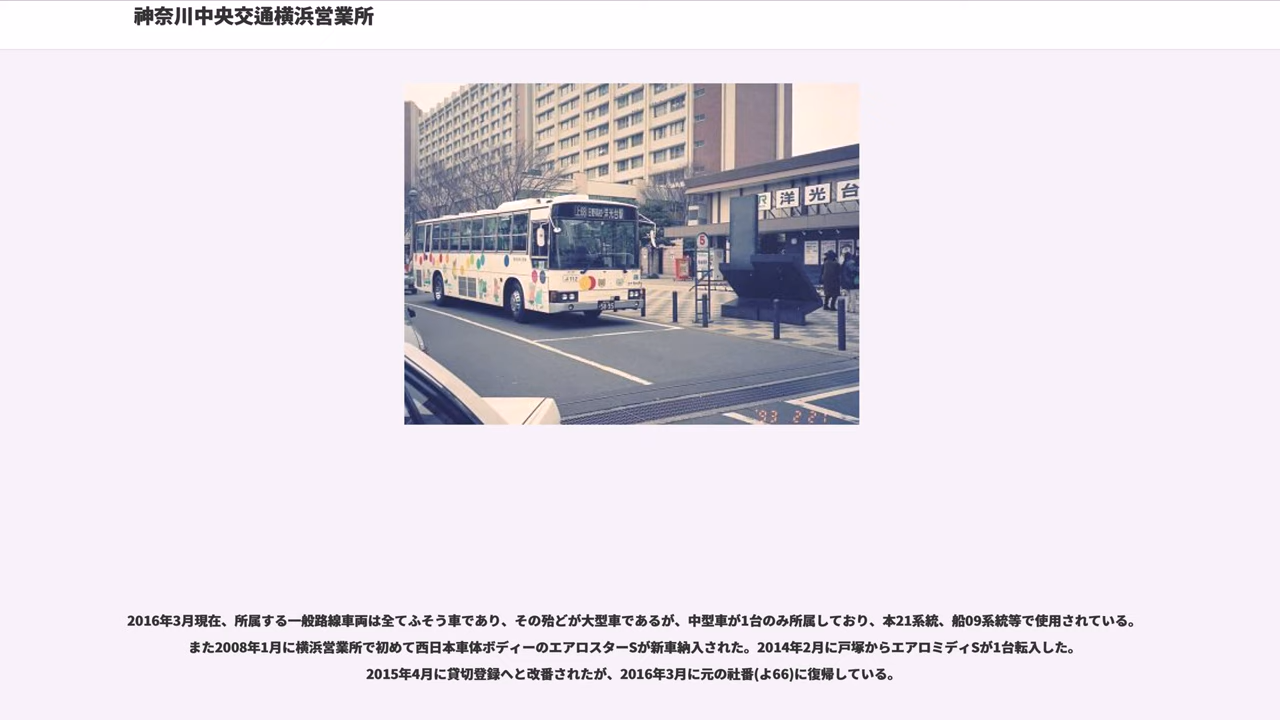 神奈川中央交通横浜営業所
洋光台
5
'93 2 27
2016年3月現在、所属する一般路線車両は全てふそう車であり、その殆どが大型車であるが、中型車が1台のみ所属しており、本21系統、船09系統等で使用されている。
また2008年1月に横浜営業所で初めて西日本車体ボディーのエアロスターSが新車納入された。2014年2月に戸塚からエアロミディSが1台転入した。
2015年4月に貸切登録へと改番されたが、2016年3月に元の社番(よ66)に復帰している。